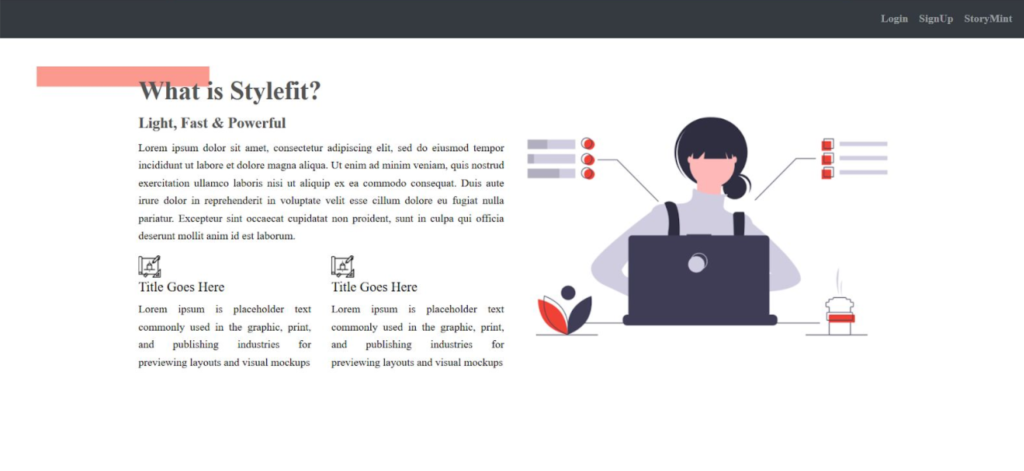 Login SignUp StoryMint
What is Stylefit?
Light, Fast & Powerful
Lorem ipsum dolor sit amet, consectetur adipiscing elit, sed do eiusmod tempor
incididunt ut labore et dolore magna aliqua. Ut enim ad minim veniam, quis nostrud
exercitation ullamco laboris nisi ut aliquip ex ea commodo consequat. Duis aute
irure dolor in reprehenderit in voluptate velit esse cillum dolore eu fugiat nulla
pariatur. Excepteur sint occaecat cupidatat non proident, sunt in culpa qui officia
deserunt mollit anim id est laborum.
Title Goes Here
Lorem ipsum is placeholder text
commonly used in the graphic, print,
and publishing industries for
previewing layouts and visual mockups
Title Goes Here
Lorem ipsum is placeholder text
commonly used in the graphic, print,
and publishing industries for
previewing layouts and visual mockups